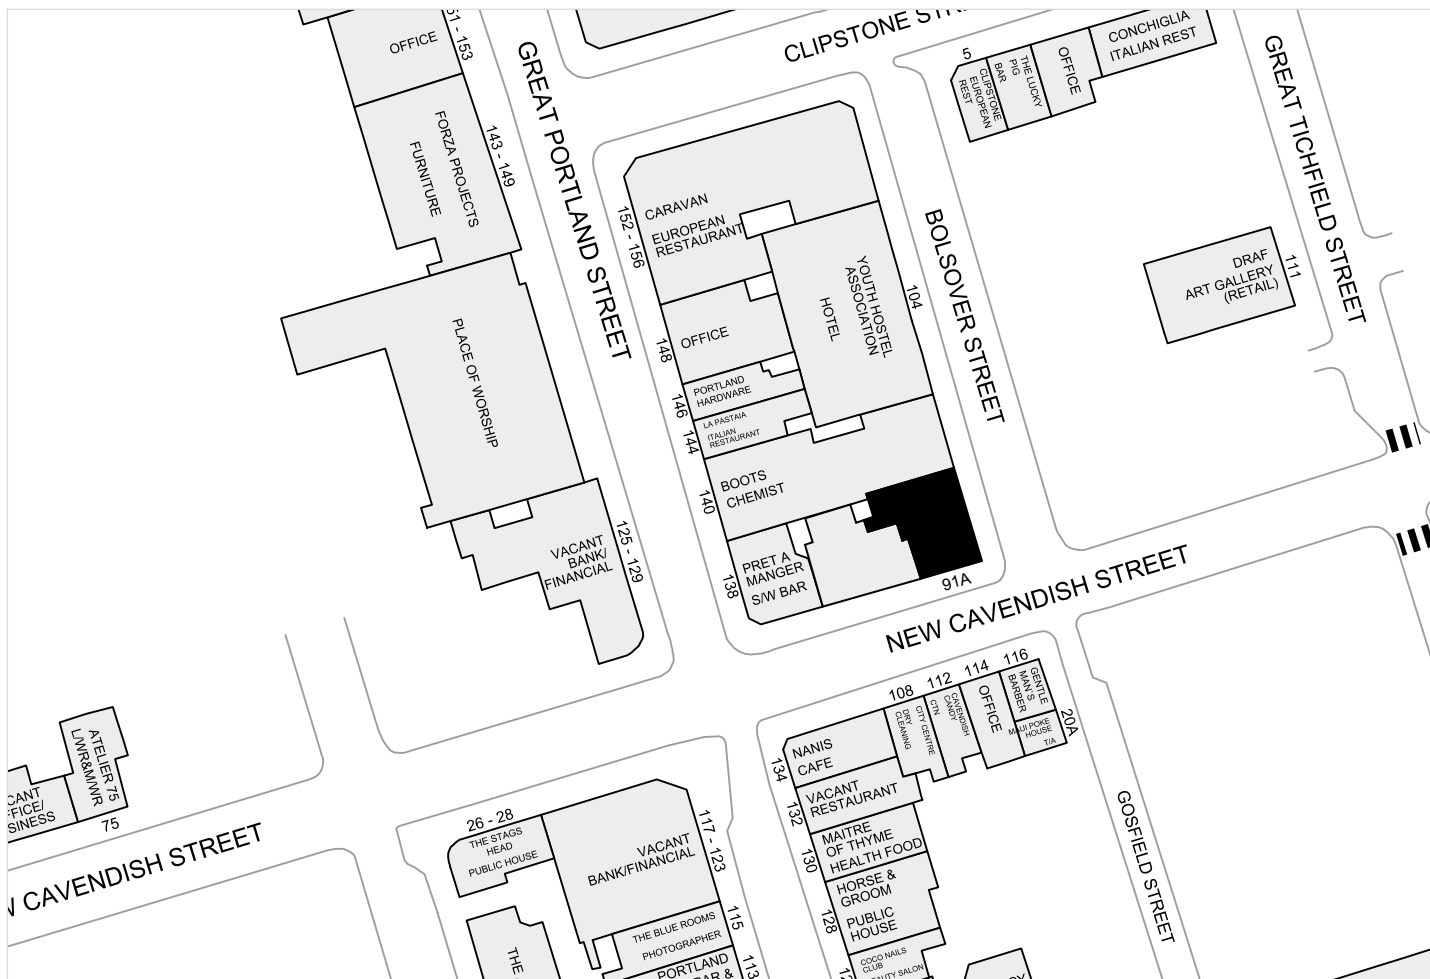 CLIPSTONE
GREAT PORTLAND STREET
GREAT TICHFIELD STREET
BOLSOVER STREET
NEW CAVENDISH STREET
CAVENDISH STREET
GOSFIELD STREET
153
OFFICE
143 - 149
FORZA PROJECTS
FURNITURE
PLACE OF WORSHIP
125 - 129
VACANT
BANK/
FINANCIAL
152 - 156
CARAVAN
EUROPEAN
RESTAURANT
148
OFFICE
146
PORTLAND
HARDWARE
144
LA PASTAIA
ITALIAN
RESTAURANT
140
BOOTS
CHEMIST
138
PRET A
MANGER
S/W BAR
104
YOUTH HOSTEL
ASSOCIATION
HOTEL
91A
5
CLIPSTONE
EUROPEAN
REST
THE LUCKY
PIG
BAR
OFFICE
CONCHIGLIA
ITALIAN REST
111
DRAF
ART GALLERY
(RETAIL)
ATELIER 75
L/WR&M/WR
75
26 - 28
THE STAGS
HEAD
PUBLIC HOUSE
117 - 123
VACANT
BANK/FINANCIAL
115
THE BLUE ROOMS
PHOTOGRAPHER
113
PORTLAND
&
THE
134
NANIS
CAFE
108
CITY CENTRE
DRY
CLEANING
112
CAVENDISH
CANDY
CTN
114
OFFICE
116
GENTLE
MAN'S
BARBER
20A
MAUI POKE
HOUSE
T/A
132
VACANT
RESTAURANT
130
MAITRE
OF THYME
HEALTH FOOD
128
HORSE &
GROOM
PUBLIC
HOUSE
COCO NAILS
CLUB
SALON